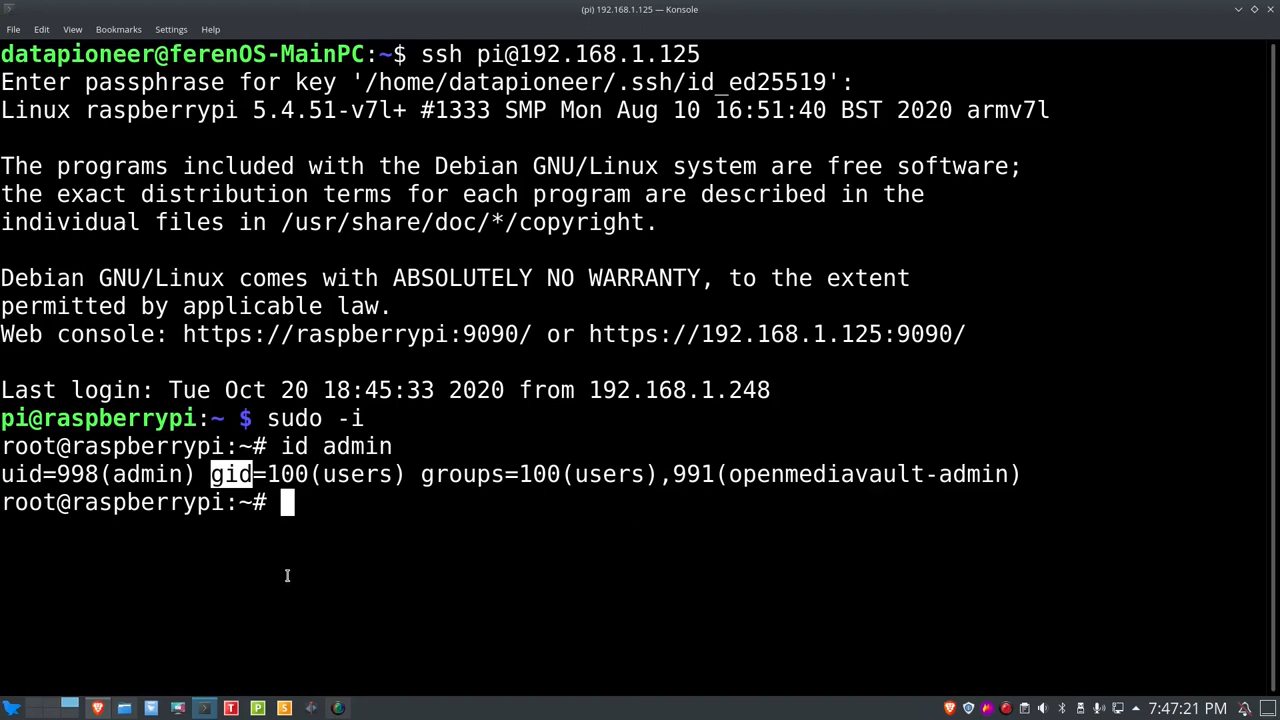 (pi) 192.168.1.125 — Konsole
File Edit View Bookmarks Settings Help
datapioneer@ferenOS-MainPC:~$ ssh pi@192.168.1.125
Enter passphrase for key '/home/datapioneer/.ssh/id_ed25519':
Linux raspberrypi 5.4.51-v7l+ #1333 SMP Mon Aug 10 16:51:40 BST 2020 armv7l
The programs included with the Debian GNU/Linux system are free software;
the exact distribution terms for each program are described in the
individual files in /usr/share/doc/*/copyright.
Debian GNU/Linux comes with ABSOLUTELY NO WARRANTY, to the extent
permitted by applicable law.
Web console: https://raspberrypi:9090/ or https://192.168.1.125:9090/
Last login: Tue Oct 20 18:45:33 2020 from 192.168.1.248
pi@raspberrypi:~ $ sudo -i
root@raspberrypi:~# id admin
uid=998(admin) gid=100(users) groups=100(users),991(openmediavault-admin)
root@raspberrypi:~#
T P S 7:47:21 PM